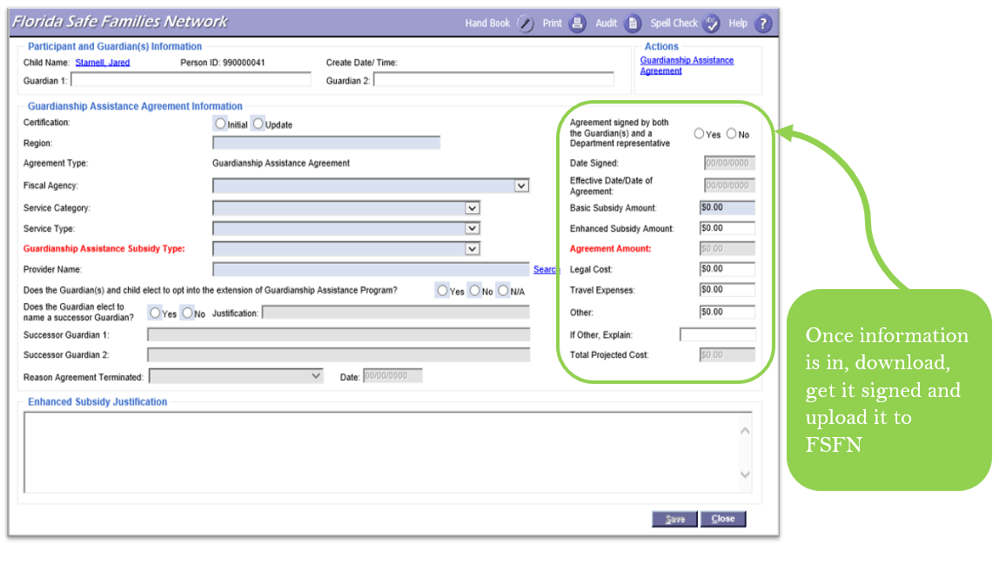 Florida Safe Families Network
Hand Book Print Audit Spell Check Help ?
Participant and Guardian(s) Information
Child Name: Starnell, Jared Person ID: 990000041 Create Date/ Time:
Guardian 1: Guardian 2:
Actions
Guardianship Assistance
Agreement
Guardianship Assistance Agreement Information
Certification: Initial Update
Region:
Agreement Type: Guardianship Assistance Agreement
Fiscal Agency:
Service Category:
Service Type:
Guardianship Assistance Subsidy Type:
Provider Name: Search
Does the Guardian(s) and child elect to opt into the extension of Guardianship Assistance Program? Yes No N/A
Does the Guardian elect to
name a successor Guardian? Yes No Justification:
Successor Guardian 1:
Successor Guardian 2:
Reason Agreement Terminated: Date: 00/00/0000
Agreement signed by both
the Guardian(s) and a
Department representative Yes No
Date Signed: 00/00/0000
Effective Date/Date of
Agreement: 00/00/0000
Basic Subsidy Amount: $0.00
Enhanced Subsidy Amount: $0.00
Agreement Amount: $0.00
Legal Cost: $0.00
Travel Expenses: $0.00
Other: $0.00
If Other, Explain:
Total Projected Cost: $0.00
Enhanced Subsidy Justification
Save Close
Once information
is in, download,
get it signed and
upload it to
FSFN